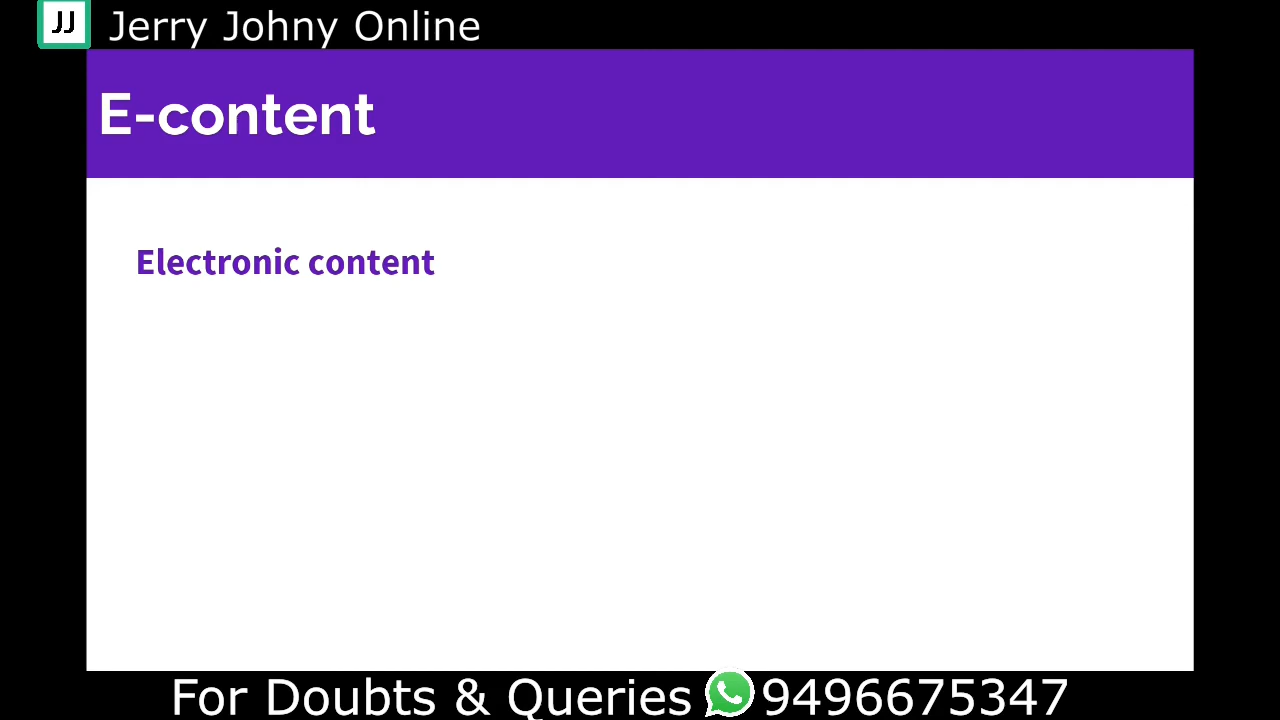 JJ Jerry Johny Online
E-content
Electronic content
For Doubts & Queries 9496675347